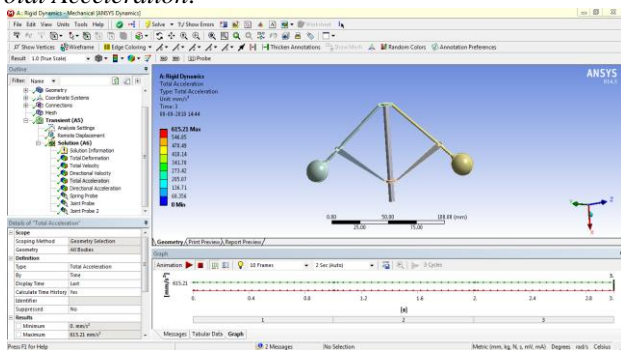 otal Acceleration.
A : Rigid Dynamics - Mechanical [ANSYS Dynamics]
File Edit View Units Tools Help Solve ?/ Show Errors Worksheet
Show Vertices Wireframe Edge Coloring Thicken Annotations Show Mesh Random Colors Annotation Preferences
Result 1.0 (True Scale) Probe
Outline
Filter: Name
Geometry
Coordinate Systems
Connections
Mesh
Transient (A5)
Analysis Settings
Remote Displacement
Solution (A6)
Solution Information
Total Deformation
Total Velocity
Directional Velocity
Total Acceleration
Directional Acceleration
Spring Probe
Joint Probe
Joint Probe 2
A: Rigid Dynamics
Total Acceleration
Type: Total Acceleration
Unit: mm/s²
Time: 3
08-08-2018 14:44
615.21 Max
546.85
478.49
410.14
341.78
273.42
205.07
136.71
68.356
0 Min
ANSYS
0.00 50.00 100.00 (mm)
25.00 75.00
Z
Details of "Total Acceleration"
Scope
Scoping Method Geometry Selection
Geometry All Bodies
Definition
Type Total Acceleration
By Time
Display Time Last
Calculate Time History Yes
Identifier
Suppressed No
Results
Minimum 0. mm/s²
Maximum 615.21 mm/s²
Geometry Print Preview Report Preview
Graph
Animation 10 Frames 2 Sec (Auto) 3 Cycles
[mm/s²]
615.21
0. 0.4 0.8 1.2 1.6 2. 2.4 2.8 3.
[s]
1 2 3
Messages Tabular Data Graph
Press F1 for Help 2 Messages No Selection Metric (mm, kg, N, s, mV, mA) Degrees rad/s Celsius